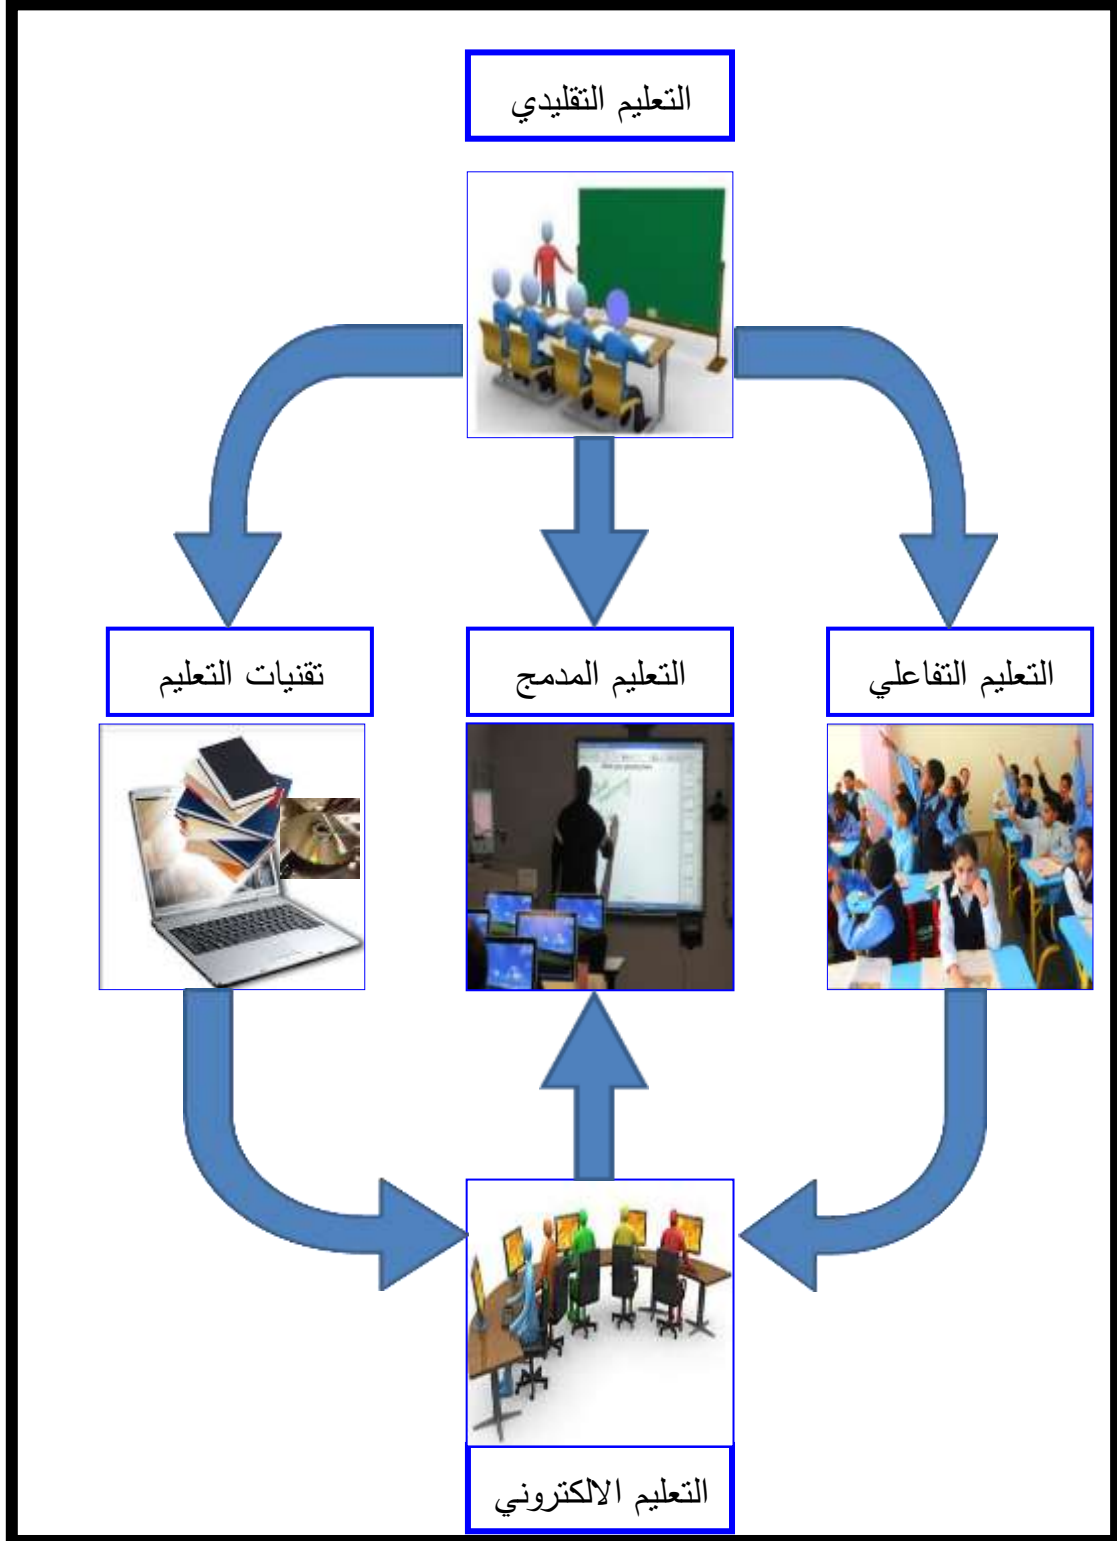 التعليم التقليدي
التعليم التفاعلي
التعليم المدمج
تقنيات التعليم
التعليم الالكتروني